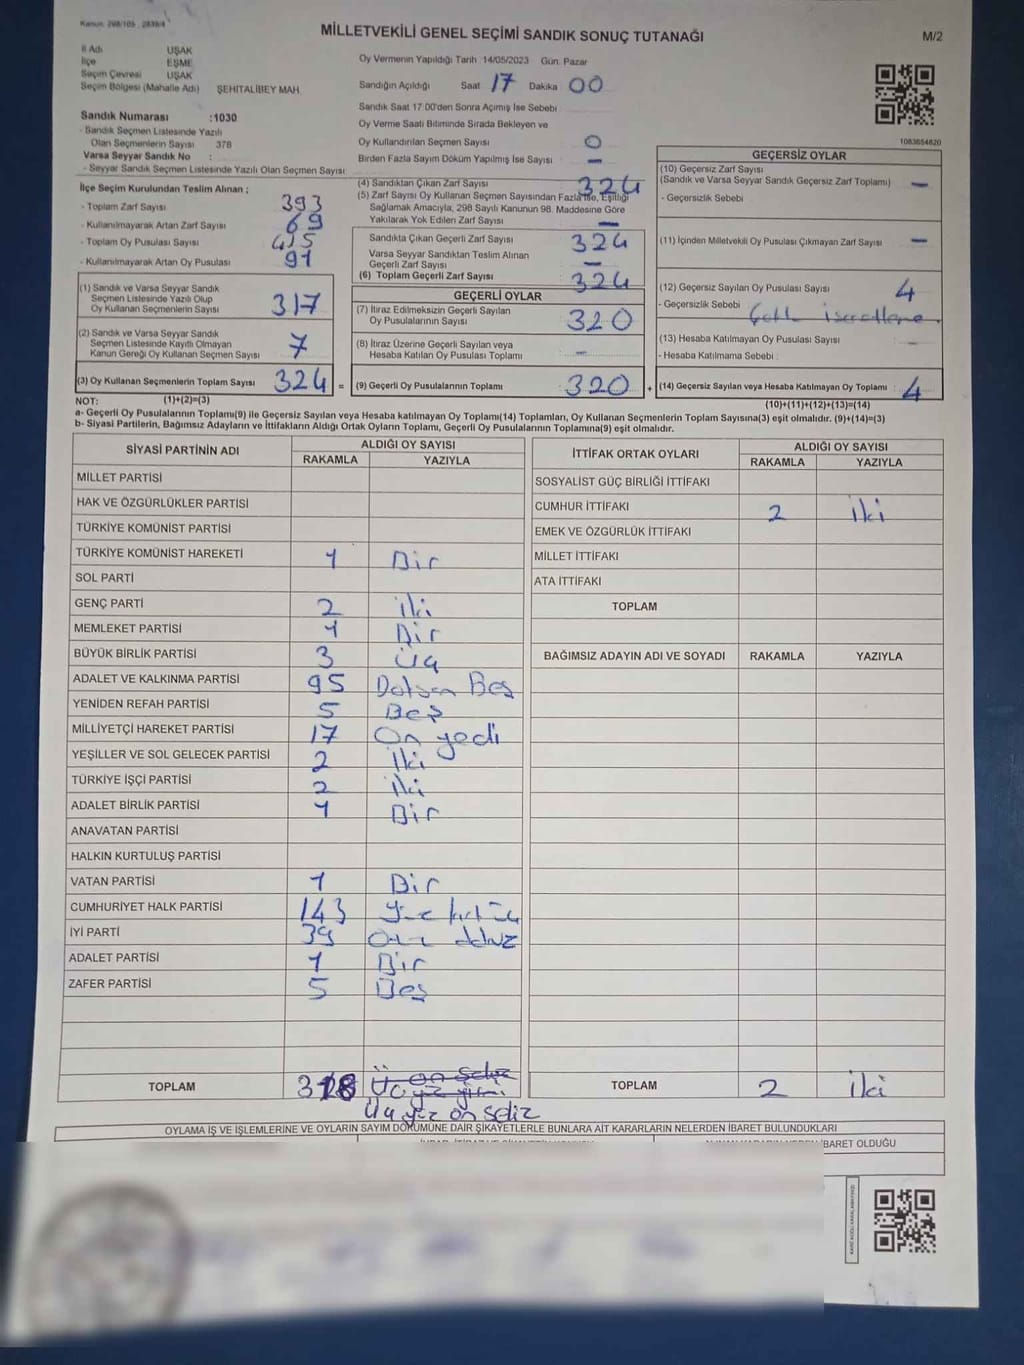 Kanun: 298/105 , 2839/4
MİLLETVEKİLİ GENEL SEÇİMİ SANDIK SONUÇ TUTANAĞI
M/2
İl Adı UŞAK
İlçe EŞME
Seçim Çevresi UŞAK
Seçim Bölgesi (Mahalle Adı) ŞEHİTALİBEY MAH.
Sandık Numarası :1030
- Sandık Seçmen Listesinde Yazılı
Olan Seçmenlerin Sayısı 378
Varsa Seyyar Sandık No :
- Seyyar Sandık Seçmen Listesinde Yazılı Olan Seçmen Sayısı
Oy Vermenin Yapıldığı Tarih 14/05/2023 Gün: Pazar
Sandığın Açıldığı Saat 17 Dakika 00
Sandık Saat 17:00'den Sonra Açılmış İse Sebebi
Oy Verme Saati Bitiminde Sırada Bekleyen ve
Oy Kullandırılan Seçmen Sayısı 0
Birden Fazla Sayım Döküm Yapılmış İse Sayısı –
1083654820
İlçe Seçim Kurulundan Teslim Alınan ;
- Toplam Zarf Sayısı 393
- Kullanılmayarak Artan Zarf Sayısı 69
- Toplam Oy Pusulası Sayısı 415
- Kullanılmayarak Artan Oy Pusulası 91
(1) Sandık ve Varsa Seyyar Sandık
Seçmen Listesinde Yazılı Olup
Oy Kullanan Seçmenlerin Sayısı 317
(2) Sandık ve Varsa Seyyar Sandık
Seçmen Listesinde Kayıtlı Olmayan
Kanun Gereği Oy Kullanan Seçmen Sayısı 7
(3) Oy Kullanan Seçmenlerin Toplam Sayısı 324 =
(4) Sandıktan Çıkan Zarf Sayısı 324
(5) Zarf Sayısı Oy Kullanan Seçmen Sayısından Fazla İse, Eşitliği
Sağlamak Amacıyla, 298 Sayılı Kanunun 98. Maddesine Göre
Yakılarak Yok Edilen Zarf Sayısı –
Sandıkta Çıkan Geçerli Zarf Sayısı 324
Varsa Seyyar Sandıktan Teslim Alınan
Geçerli Zarf Sayısı –
(6) Toplam Geçerli Zarf Sayısı 324
GEÇERLİ OYLAR
(7) İtiraz Edilmeksizin Geçerli Sayılan
Oy Pusulalarının Sayısı 320
(8) İtiraz Üzerine Geçerli Sayılan veya
Hesaba Katılan Oy Pusulası Toplamı –
(9) Geçerli Oy Pusulalarının Toplamı 320 +
GEÇERSİZ OYLAR
(10) Geçersiz Zarf Sayısı
(Sandık ve Varsa Seyyar Sandık Geçersiz Zarf Toplamı) –
- Geçersizlik Sebebi
(11) İçinden Milletvekili Oy Pusulası Çıkmayan Zarf Sayısı –
(12) Geçersiz Sayılan Oy Pusulası Sayısı 4
- Geçersizlik Sebebi
(13) Hesaba Katılmayan Oy Pusulası Sayısı –
- Hesaba Katılmama Sebebi :
(14) Geçersiz Sayılan veya Hesaba Katılmayan Oy Toplamı 4
NOT: (1)+(2)=(3)
(10)+(11)+(12)+(13)=(14)
a- Geçerli Oy Pusulalarının Toplamı(9) ile Geçersiz Sayılan veya Hesaba katılmayan Oy Toplamı(14) Toplamları, Oy Kullanan Seçmenlerin Toplam Sayısına(3) eşit olmalıdır. (9)+(14)=(3)
b- Siyasi Partilerin, Bağımsız Adayların ve İttifakların Aldığı Ortak Oyların Toplamı, Geçerli Oy Pusulalarının Toplamına(9) eşit olmalıdır.
SİYASİ PARTİNİN ADI ALDIĞI OY SAYISI
RAKAMLA YAZIYLA
MİLLET PARTİSİ
HAK VE ÖZGÜRLÜKLER PARTİSİ
TÜRKİYE KOMÜNİST PARTİSİ
TÜRKİYE KOMÜNİST HAREKETİ 1 Bir
SOL PARTİ
GENÇ PARTİ 2 iki
MEMLEKET PARTİSİ 1 Bir
BÜYÜK BİRLİK PARTİSİ 3 Üç
ADALET VE KALKINMA PARTİSİ 95 Doksan Beş
YENİDEN REFAH PARTİSİ 5 Beş
MİLLİYETÇİ HAREKET PARTİSİ 17 On yedi
YEŞİLLER VE SOL GELECEK PARTİSİ 2 iki
TÜRKİYE İŞÇİ PARTİSİ 2 iki
ADALET BİRLİK PARTİSİ 1 Bir
ANAVATAN PARTİSİ
HALKIN KURTULUŞ PARTİSİ
VATAN PARTİSİ 1 Bir
CUMHURİYET HALK PARTİSİ 143 Yüz kırk üç
İYİ PARTİ 39
ADALET PARTİSİ 1 Bir
ZAFER PARTİSİ 5 Beş
TOPLAM 318
Üç yüz on sekiz
İTTİFAK ORTAK OYLARI ALDIĞI OY SAYISI
RAKAMLA YAZIYLA
SOSYALİST GÜÇ BİRLİĞİ İTTİFAKI
CUMHUR İTTİFAKI 2 iki
EMEK VE ÖZGÜRLÜK İTTİFAKI
MİLLET İTTİFAKI
ATA İTTİFAKI
TOPLAM
BAĞIMSIZ ADAYIN ADI VE SOYADI RAKAMLA YAZIYLA
TOPLAM 2 iki
OYLAMA İŞ VE İŞLEMLERİNE VE OYLARIN SAYIM DÖKÜMÜNE DAİR ŞİKAYETLERLE BUNLARA AİT KARARLARIN NELERDEN İBARET BULUNDUKLARI
İBARET OLDUĞU